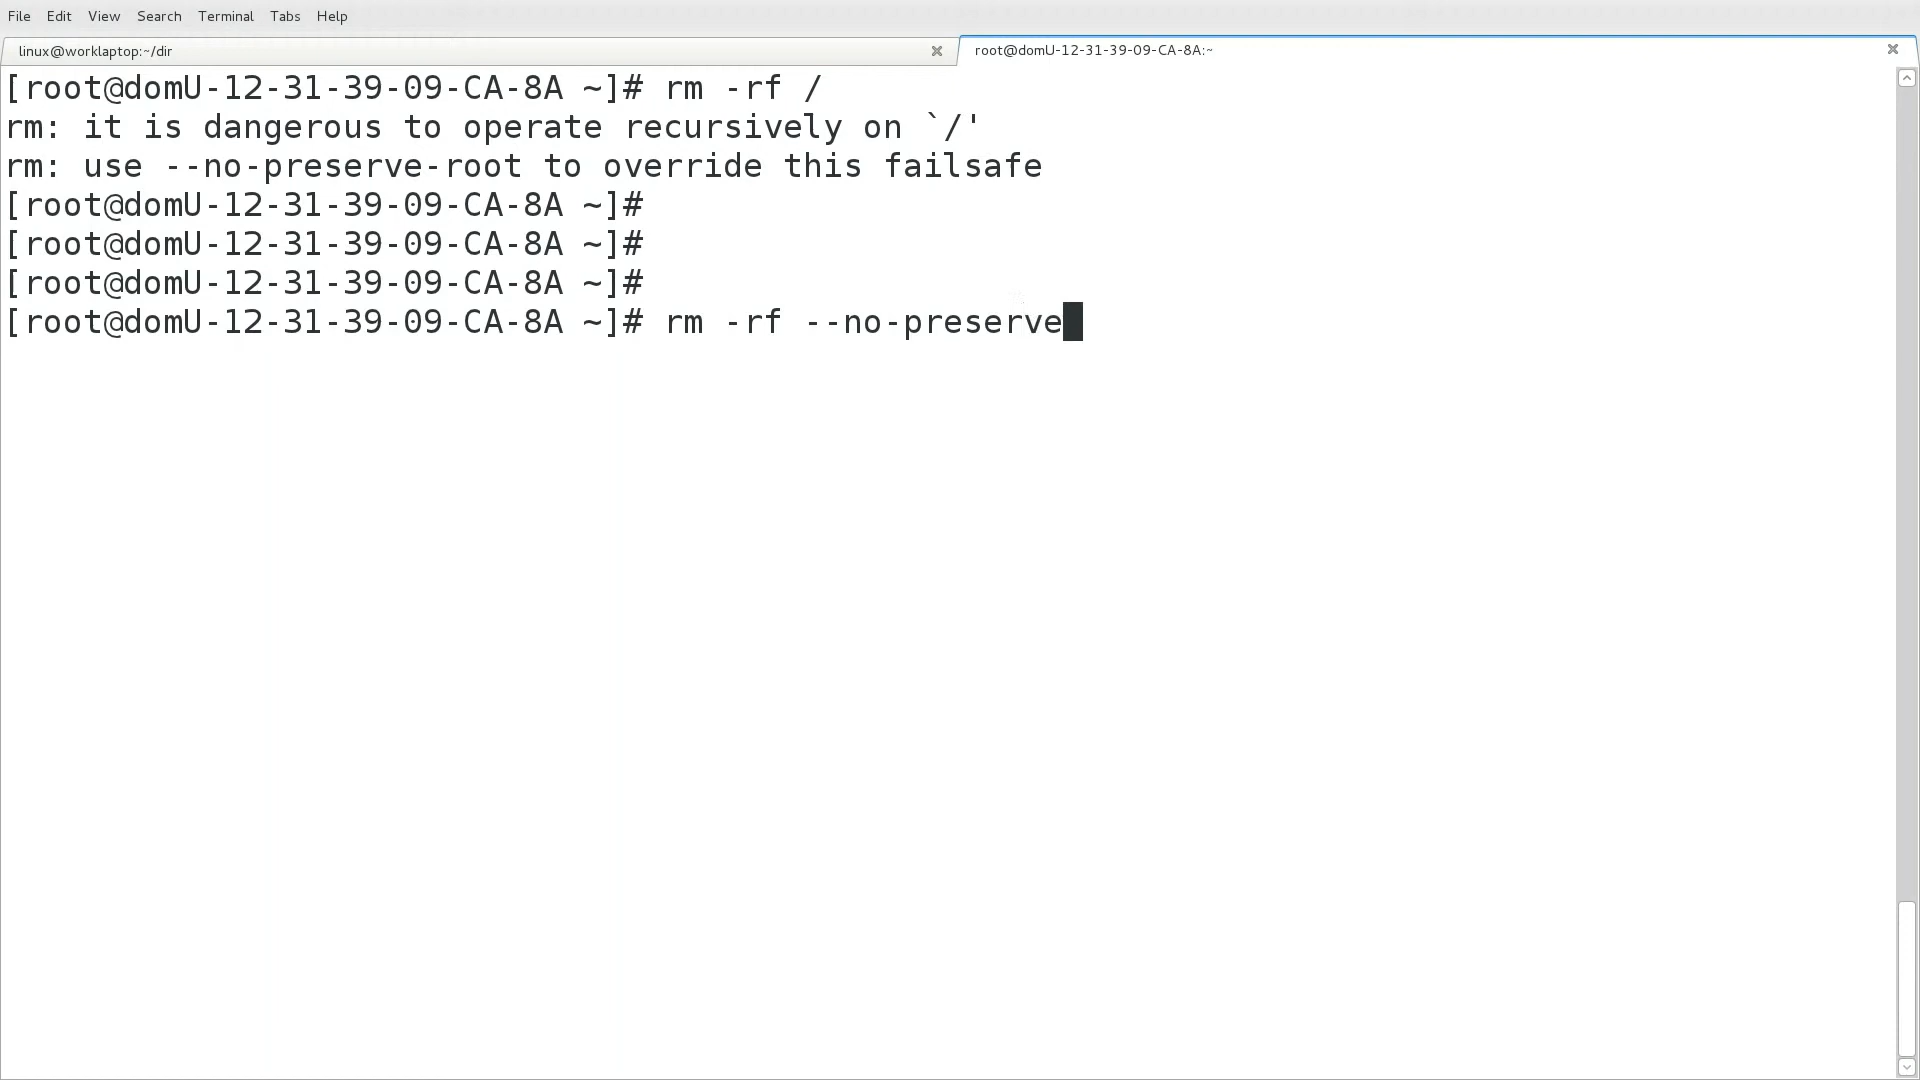 File Edit View Search Terminal Tabs Help
linux@worklaptop:~/dir
root@domU-12-31-39-09-CA-8A:~
[root@domU-12-31-39-09-CA-8A ~]# rm -rf /
rm: it is dangerous to operate recursively on `/'
rm: use --no-preserve-root to override this failsafe
[root@domU-12-31-39-09-CA-8A ~]#
[root@domU-12-31-39-09-CA-8A ~]#
[root@domU-12-31-39-09-CA-8A ~]#
[root@domU-12-31-39-09-CA-8A ~]# rm -rf --no-preserve